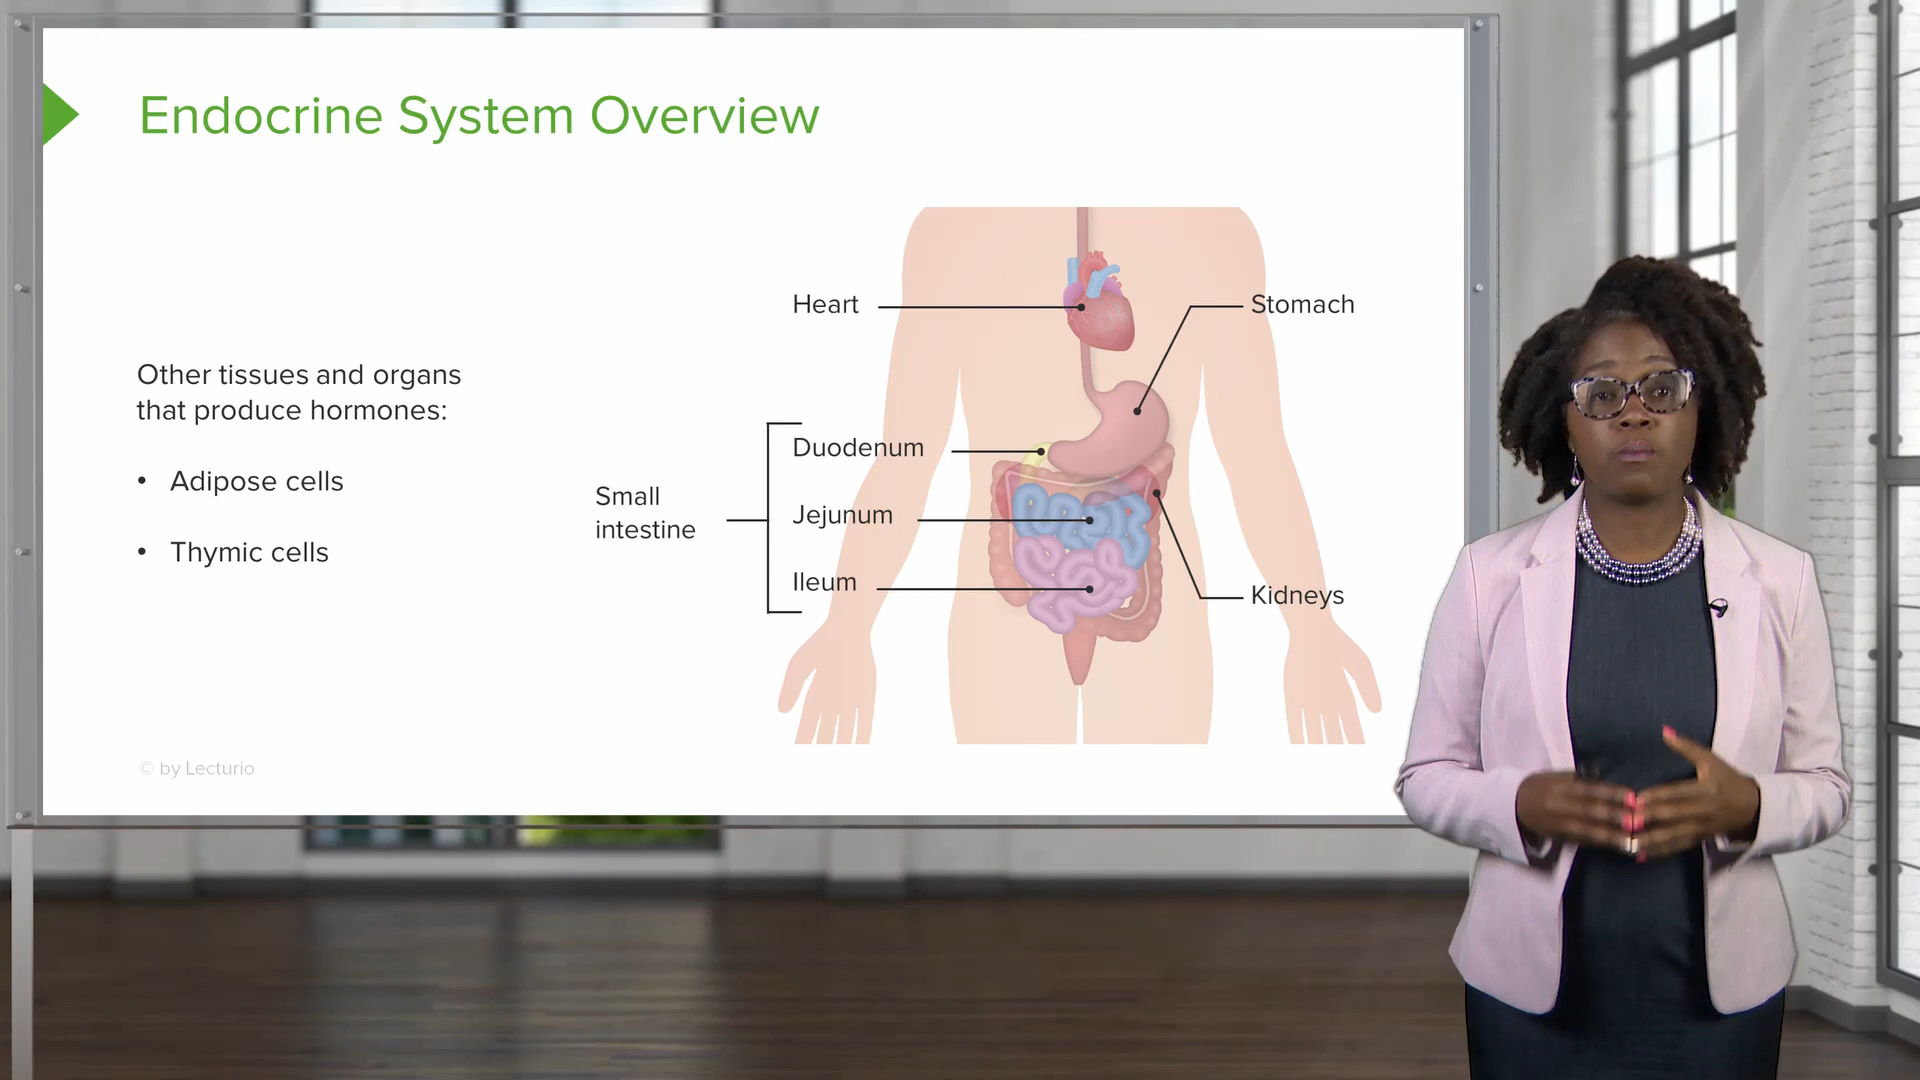 Endocrine System Overview
Other tissues and organs
that produce hormones:
• Adipose cells
• Thymic cells
Heart
Stomach
Duodenum
Small
intestine
Jejunum
Ileum
Kidneys
© by Lecturio